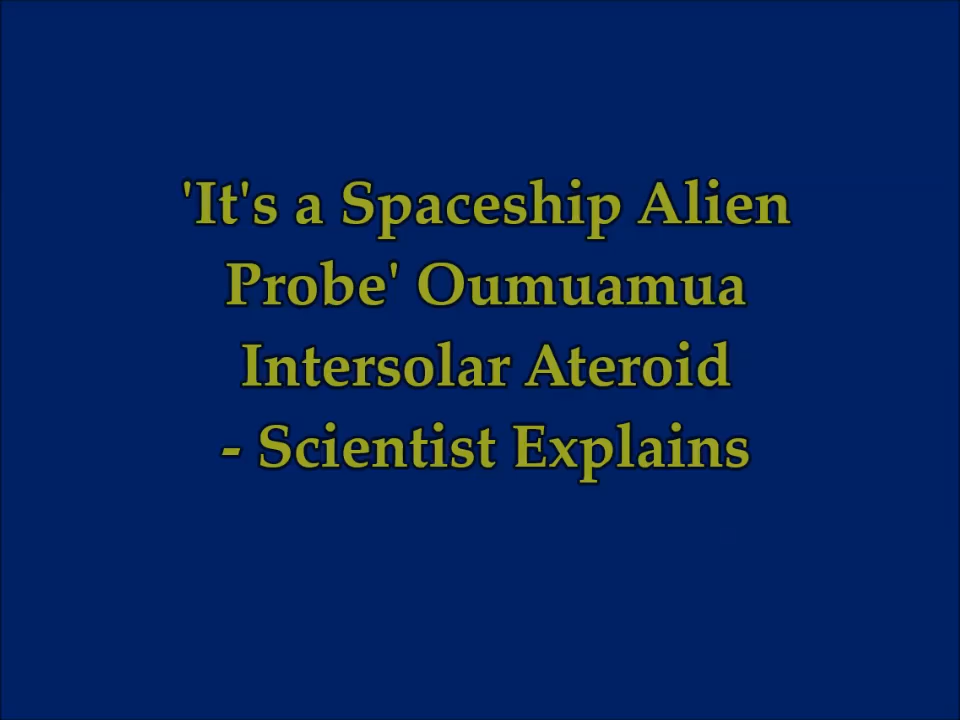 'It's a Spaceship Alien
Probe' Oumuamua
Intersolar Ateroid
- Scientist Explains